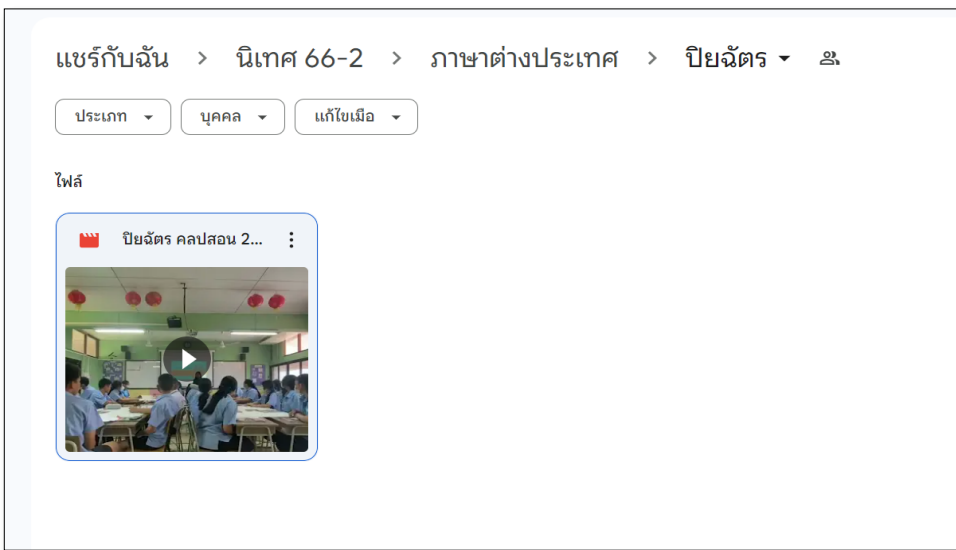 แชร์กับฉัน > นิเทศ 66-2 > ภาษาต่างประเทศ > ปิยฉัตร
ประเภท บุคคล แก้ไขเมื่อ
ไฟล์
ปิยฉัตร คลปสอน 2...